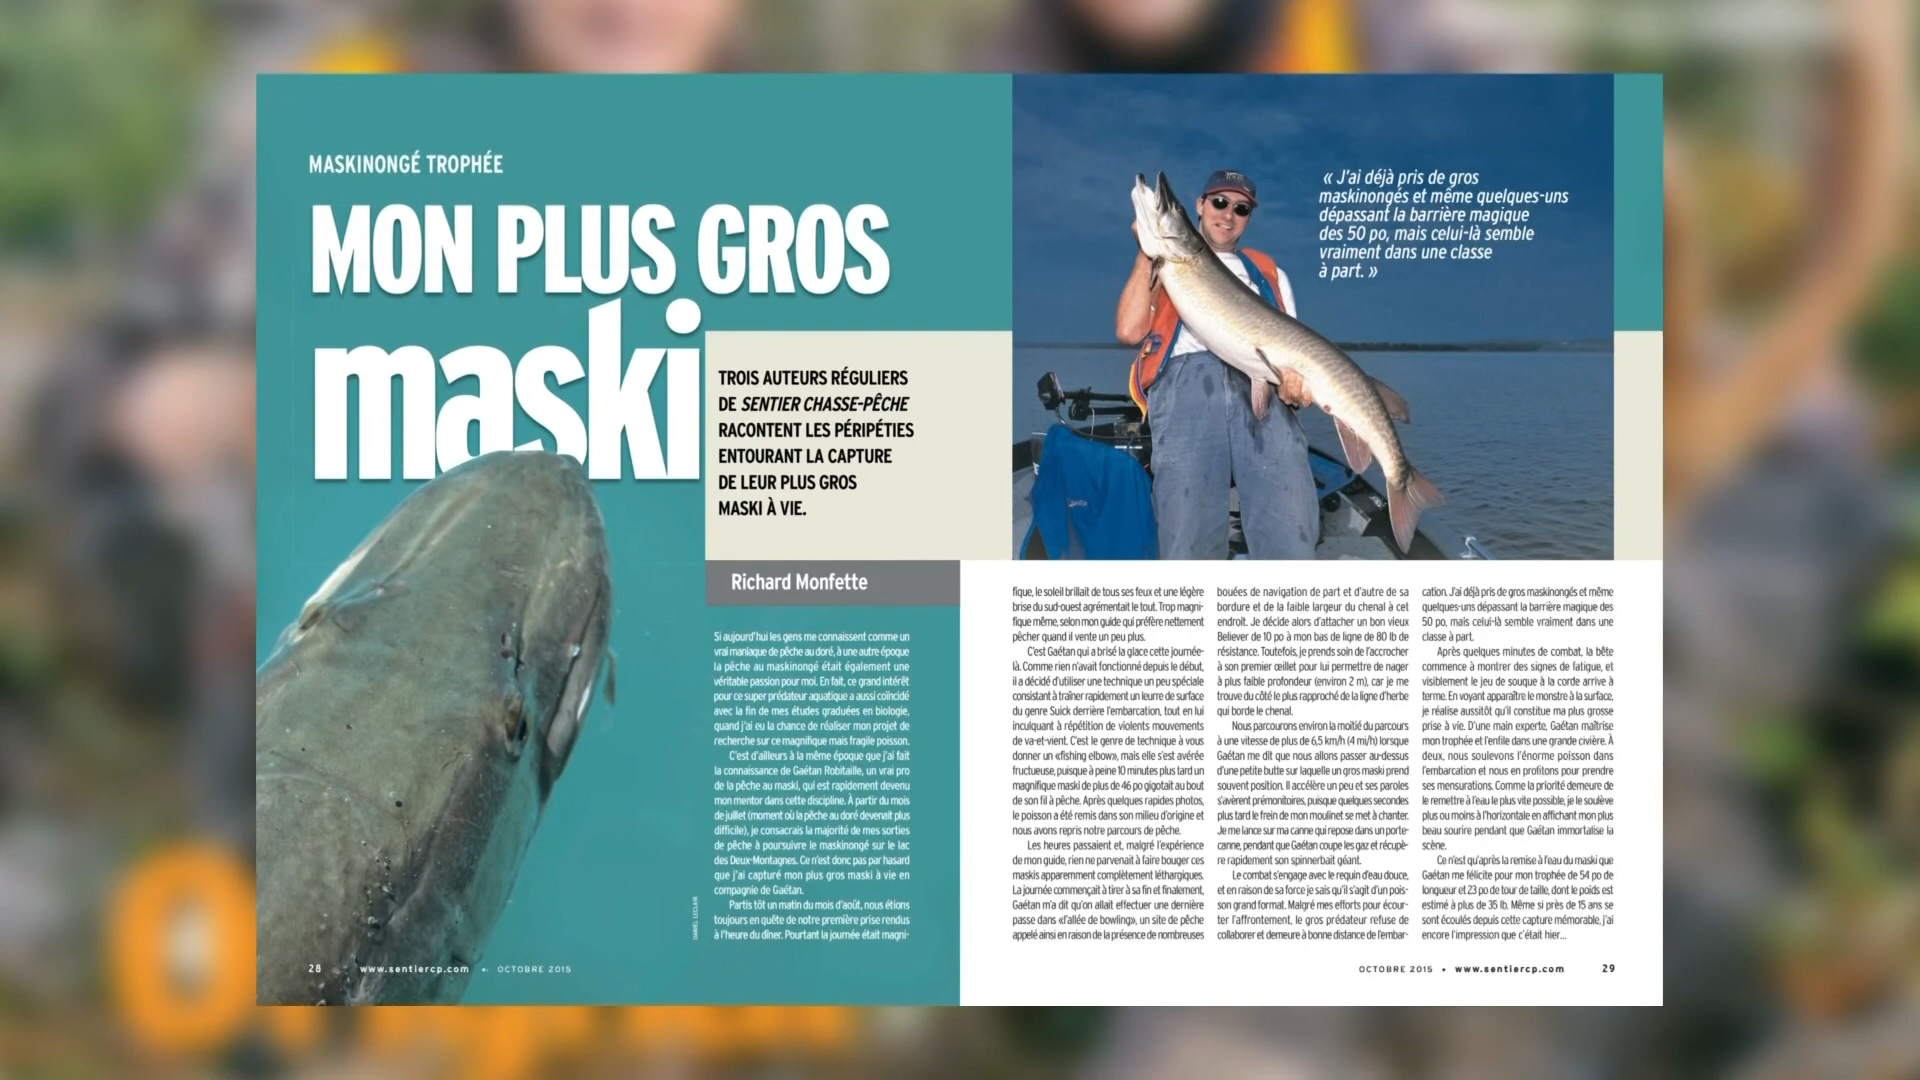 MASKINONGÉ TROPHÉE
MON PLUS GROS
maski
TROIS AUTEURS RÉGULIERS
DE SENTIER CHASSE-PÊCHE
RACONTENT LES PÉRIPÉTIES
ENTOURANT LA CAPTURE
DE LEUR PLUS GROS
MASKI À VIE.
Richard Monfette
Si aujourd'hui les gens me connaissent comme un
vrai maniaque de pêche au doré, à une autre époque
la pêche au maskinongé était également une
véritable passion pour moi. En fait, ce grand intérêt
pour ce super prédateur aquatique a aussi coïncidé
avec la fin de mes études graduées en biologie,
quand j'ai eu la chance de réaliser mon projet de
recherche sur ce magnifique mais fragile poisson.
C'est d'ailleurs à la même époque que j'ai fait
la connaissance de Gaétan Robitaille, un vrai pro
de la pêche au maski, qui est rapidement devenu
mon mentor dans cette discipline. À partir du mois
de juillet (moment où la pêche au doré devenait plus
difficile), je consacrais la majorité de mes sorties
de pêche à poursuivre le maskinongé sur le lac
des Deux-Montagnes. Ce n'est donc pas par hasard
que j'ai capturé mon plus gros maski à vie en
compagnie de Gaétan.
Partis tôt un matin du mois d'août, nous étions
toujours en quête de notre première prise rendus
à l'heure du dîner. Pourtant la journée était magni-
28 www.sentiercp.com • OCTOBRE 2015
« J'ai déjà pris de gros
maskinongés et même quelques-uns
dépassant la barrière magique
des 50 po, mais celui-là semble
vraiment dans une classe
à part. »
fique, le soleil brillait de tous ses feux et une légère
brise du sud-ouest agrémentait le tout. Trop magni-
fique même, selon mon guide qui préfère nettement
pêcher quand il vente un peu plus.
C'est Gaétan qui a brisé la glace cette journée-
là. Comme rien n'avait fonctionné depuis le début,
il a décidé d'utiliser une technique un peu spéciale
consistant à traîner rapidement un leurre de surface
du genre Suick derrière l'embarcation, tout en lui
inculquant à répétition de violents mouvements
de va-et-vient. C'est le genre de technique à vous
donner un «fishing elbow», mais elle s'est avérée
fructueuse, puisque à peine 10 minutes plus tard un
magnifique maski de plus de 46 po gigotait au bout
de son fil à pêche. Après quelques rapides photos,
le poisson a été remis dans son milieu d'origine et
nous avons repris notre parcours de pêche.
Les heures passaient et, malgré l'expérience
de mon guide, rien ne parvenait à faire bouger ces
maskis apparemment complètement léthargiques.
La journée commençait à tirer à sa fin et finalement,
Gaétan m'a dit qu'on allait effectuer une dernière
passe dans «l'allée de bowling», un site de pêche
appelé ainsi en raison de la présence de nombreuses
bouées de navigation de part et d'autre de sa
bordure et de la faible largeur du chenal à cet
endroit. Je décide alors d'attacher un bon vieux
Believer de 10 po à mon bas de ligne de 80 lb de
résistance. Toutefois, je prends soin de l'accrocher
à son premier œillet pour lui permettre de nager
à plus faible profondeur (environ 2 m), car je me
trouve du côté le plus rapproché de la ligne d'herbe
qui borde le chenal.
Nous parcourons environ la moitié du parcours
à une vitesse de plus de 6,5 km/h (4 mi/h) lorsque
Gaétan me dit que nous allons passer au-dessus
d'une petite butte sur laquelle un gros maski prend
souvent position. Il accélère un peu et ses paroles
s'avèrent prémonitoires, puisque quelques secondes
plus tard le frein de mon moulinet se met à chanter.
Je me lance sur ma canne qui repose dans un porte-
canne, pendant que Gaétan coupe les gaz et récupè-
re rapidement son spinnerbait géant.
Le combat s'engage avec le requin d'eau douce,
et en raison de sa force je sais qu'il s'agit d'un pois-
son grand format. Malgré mes efforts pour écour-
ter l'affrontement, le gros prédateur refuse de
collaborer et demeure à bonne distance de l'embar-
cation. J'ai déjà pris de gros maskinongés et même
quelques-uns dépassant la barrière magique des
50 po, mais celui-là semble vraiment dans une
classe à part.
Après quelques minutes de combat, la bête
commence à montrer des signes de fatigue, et
visiblement le jeu de souque à la corde arrive à
terme. En voyant apparaître le monstre à la surface,
je réalise aussitôt qu'il constitue ma plus grosse
prise à vie. D'une main experte, Gaétan maîtrise
mon trophée et l'enfile dans une grande civière. À
deux, nous soulevons l'énorme poisson dans
l'embarcation et nous en profitons pour prendre
ses mensurations. Comme la priorité demeure de
le remettre à l'eau le plus vite possible, je le soulève
plus ou moins à l'horizontale en affichant mon plus
beau sourire pendant que Gaétan immortalise la
scène.
Ce n'est qu'après la remise à l'eau du maski que
Gaétan me félicite pour mon trophée de 54 po de
longueur et 23 po de tour de taille, dont le poids est
estimé à plus de 35 lb. Même si près de 15 ans se
sont écoulés depuis cette capture mémorable, j'ai
encore l'impression que c'était hier...
OCTOBRE 2015 • www.sentiercp.com 29